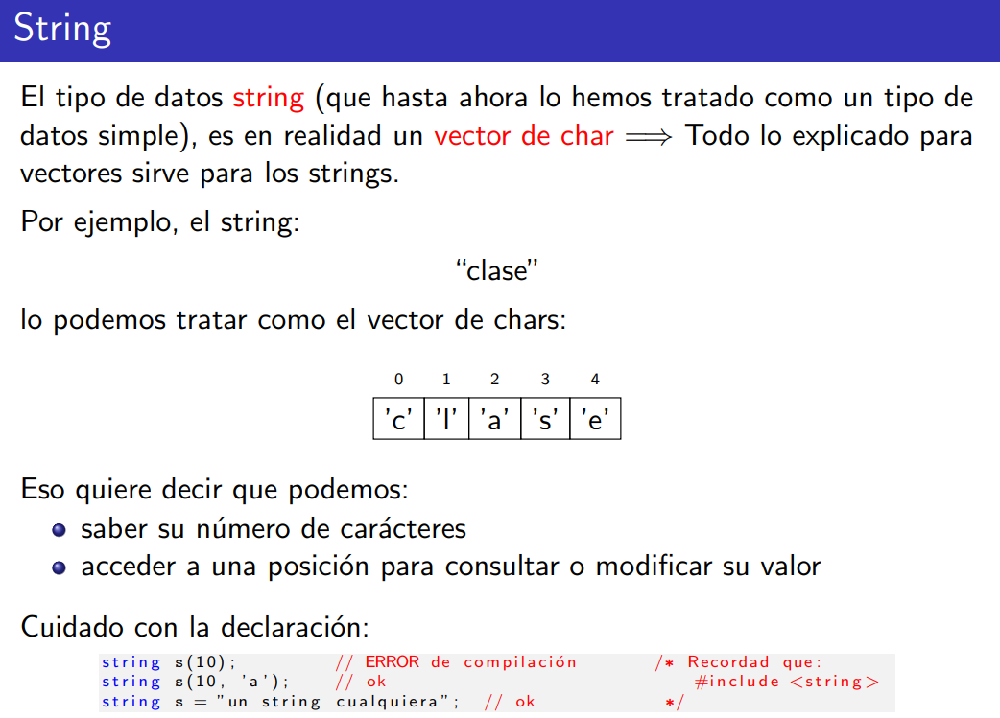 String
El tipo de datos string (que hasta ahora lo hemos tratado como un tipo de
datos simple), es en realidad un vector de char ⟹ Todo lo explicado para
vectores sirve para los strings.
Por ejemplo, el string:
“clase”
lo podemos tratar como el vector de chars:
0 1 2 3 4
'c' 'l' 'a' 's' 'e'
Eso quiere decir que podemos:
saber su número de carácteres
acceder a una posición para consultar o modificar su valor
Cuidado con la declaración:
string s(10); // ERROR de compilación /* Recordad que:
string s(10, 'a'); // ok #include <string>
string s = "un string cualquiera"; // ok */